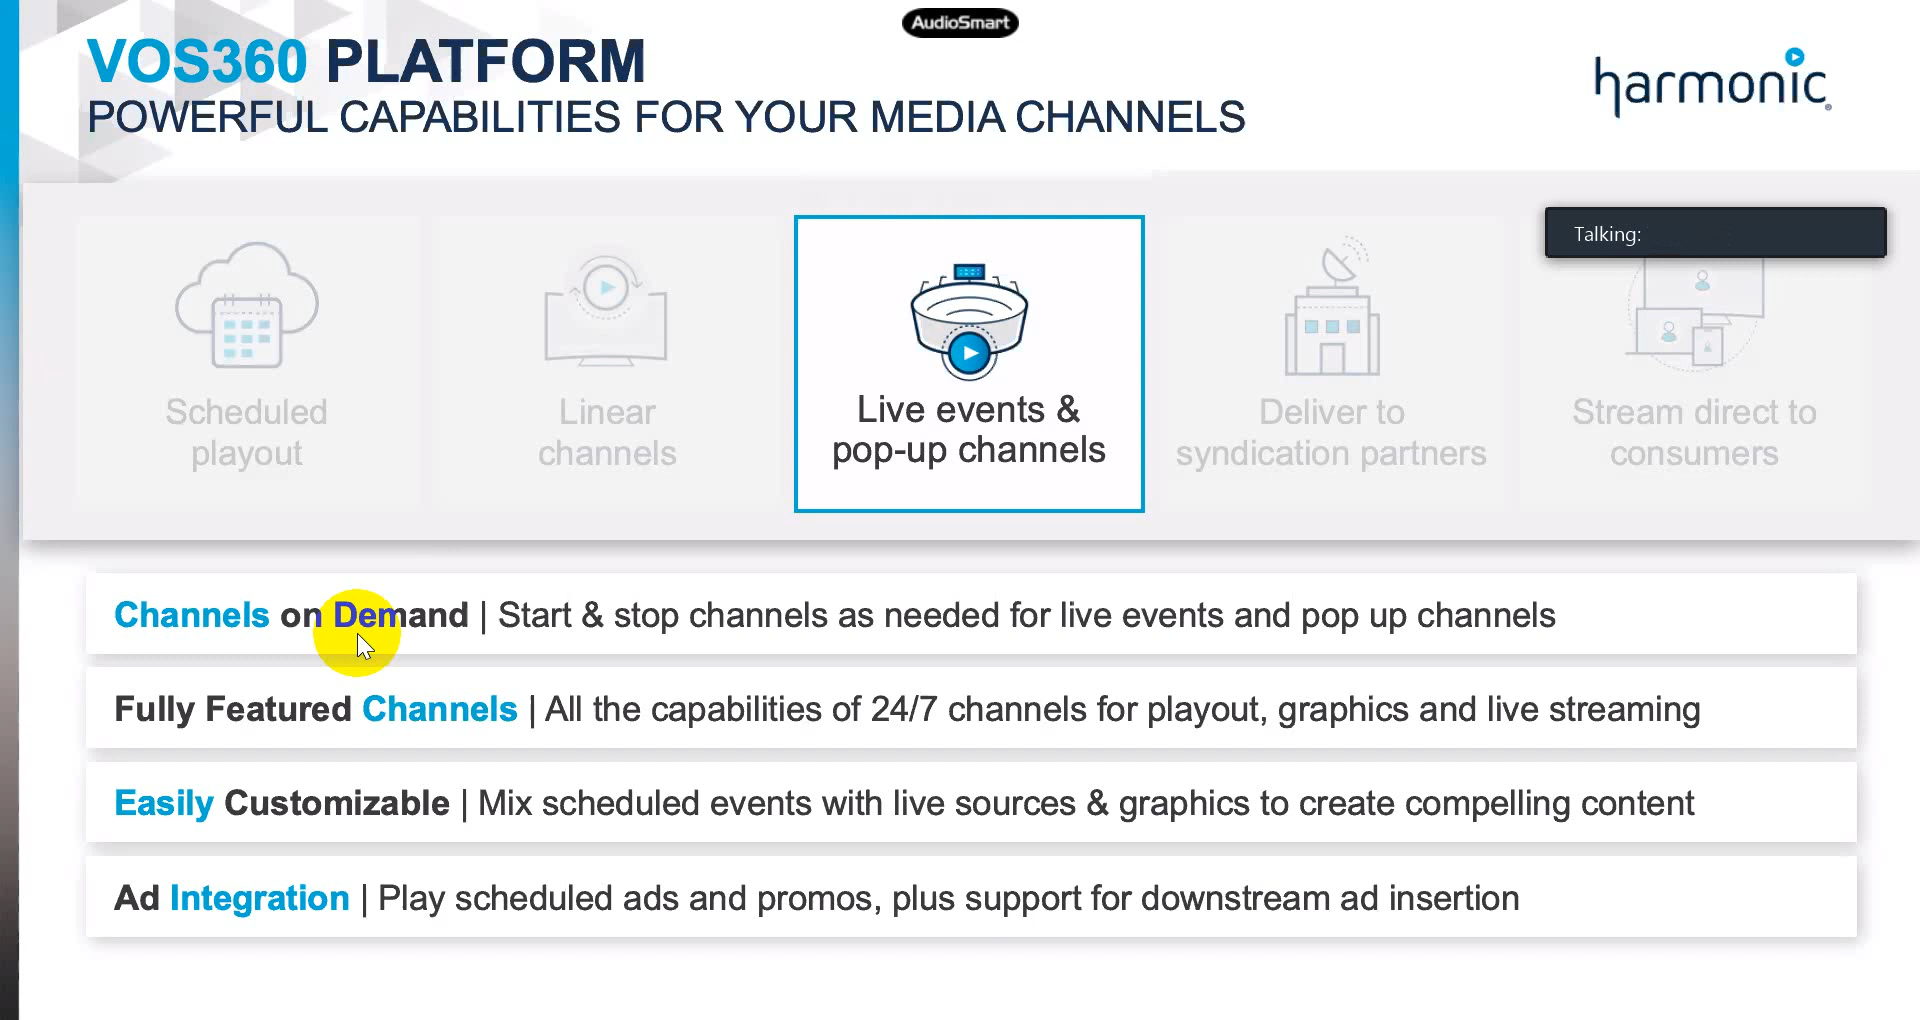 AudioSmart
VOS360 PLATFORM
POWERFUL CAPABILITIES FOR YOUR MEDIA CHANNELS
harmonic
Talking:
Scheduled
playout
Linear
channels
Live events &
pop-up channels
Deliver to
syndication partners
Stream direct to
consumers
Channels on Demand | Start & stop channels as needed for live events and pop up channels
Fully Featured Channels | All the capabilities of 24/7 channels for playout, graphics and live streaming
Easily Customizable | Mix scheduled events with live sources & graphics to create compelling content
Ad Integration | Play scheduled ads and promos, plus support for downstream ad insertion